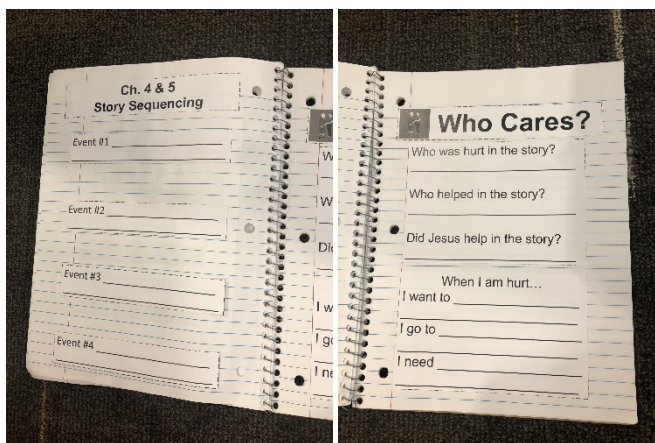 Ch. 4 & 5
Story Sequencing
Event #1
Event #2
Event #3
Event #4
Who Cares?
Who was hurt in the story?
Who helped in the story?
Did Jesus help in the story?
When I am hurt...
I want to
I go to
I need